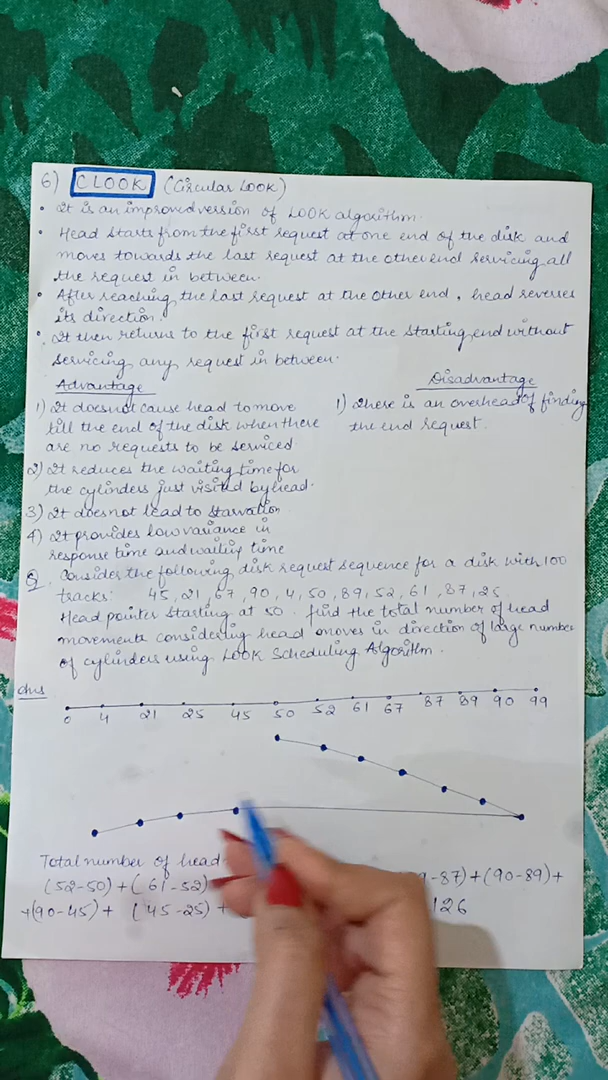 6) CLOOK (Circular LOOK)
• It is an improved version of LOOK algorithm.
• Head starts from the first request at one end of the disk and
moves towards the last request at the other end servicing all
the request in between.
• After reaching the last request at the other end, head reverses
its direction.
• It then returns to the first request at the starting end without
servicing any request in between.
Advantage
1) It does not cause head to move
till the end of the disk when there
are no requests to be serviced.
2) It reduces the waiting time for
the cylinders just visited by head.
3) It does not lead to starvation
4) It provides low variance in
response time and waiting time
Disadvantage
1) There is an overhead of finding
the end request.
Q. Consider the following disk request sequence for a disk with 100
tracks: 45, 21, 67, 90, 4, 50, 89, 52, 61, 87, 25
Head pointer starting at 50. find the total number of head
movements considering head moves in direction of large number
of cylinders using LOOK Scheduling Algorithm.
Ans
0 4 21 25 45 50 52 61 67 87 89 90 99
Total number of head
(52-50) + (61-52) -87) + (90-89) +
+(90-45) + (45-25) + 126